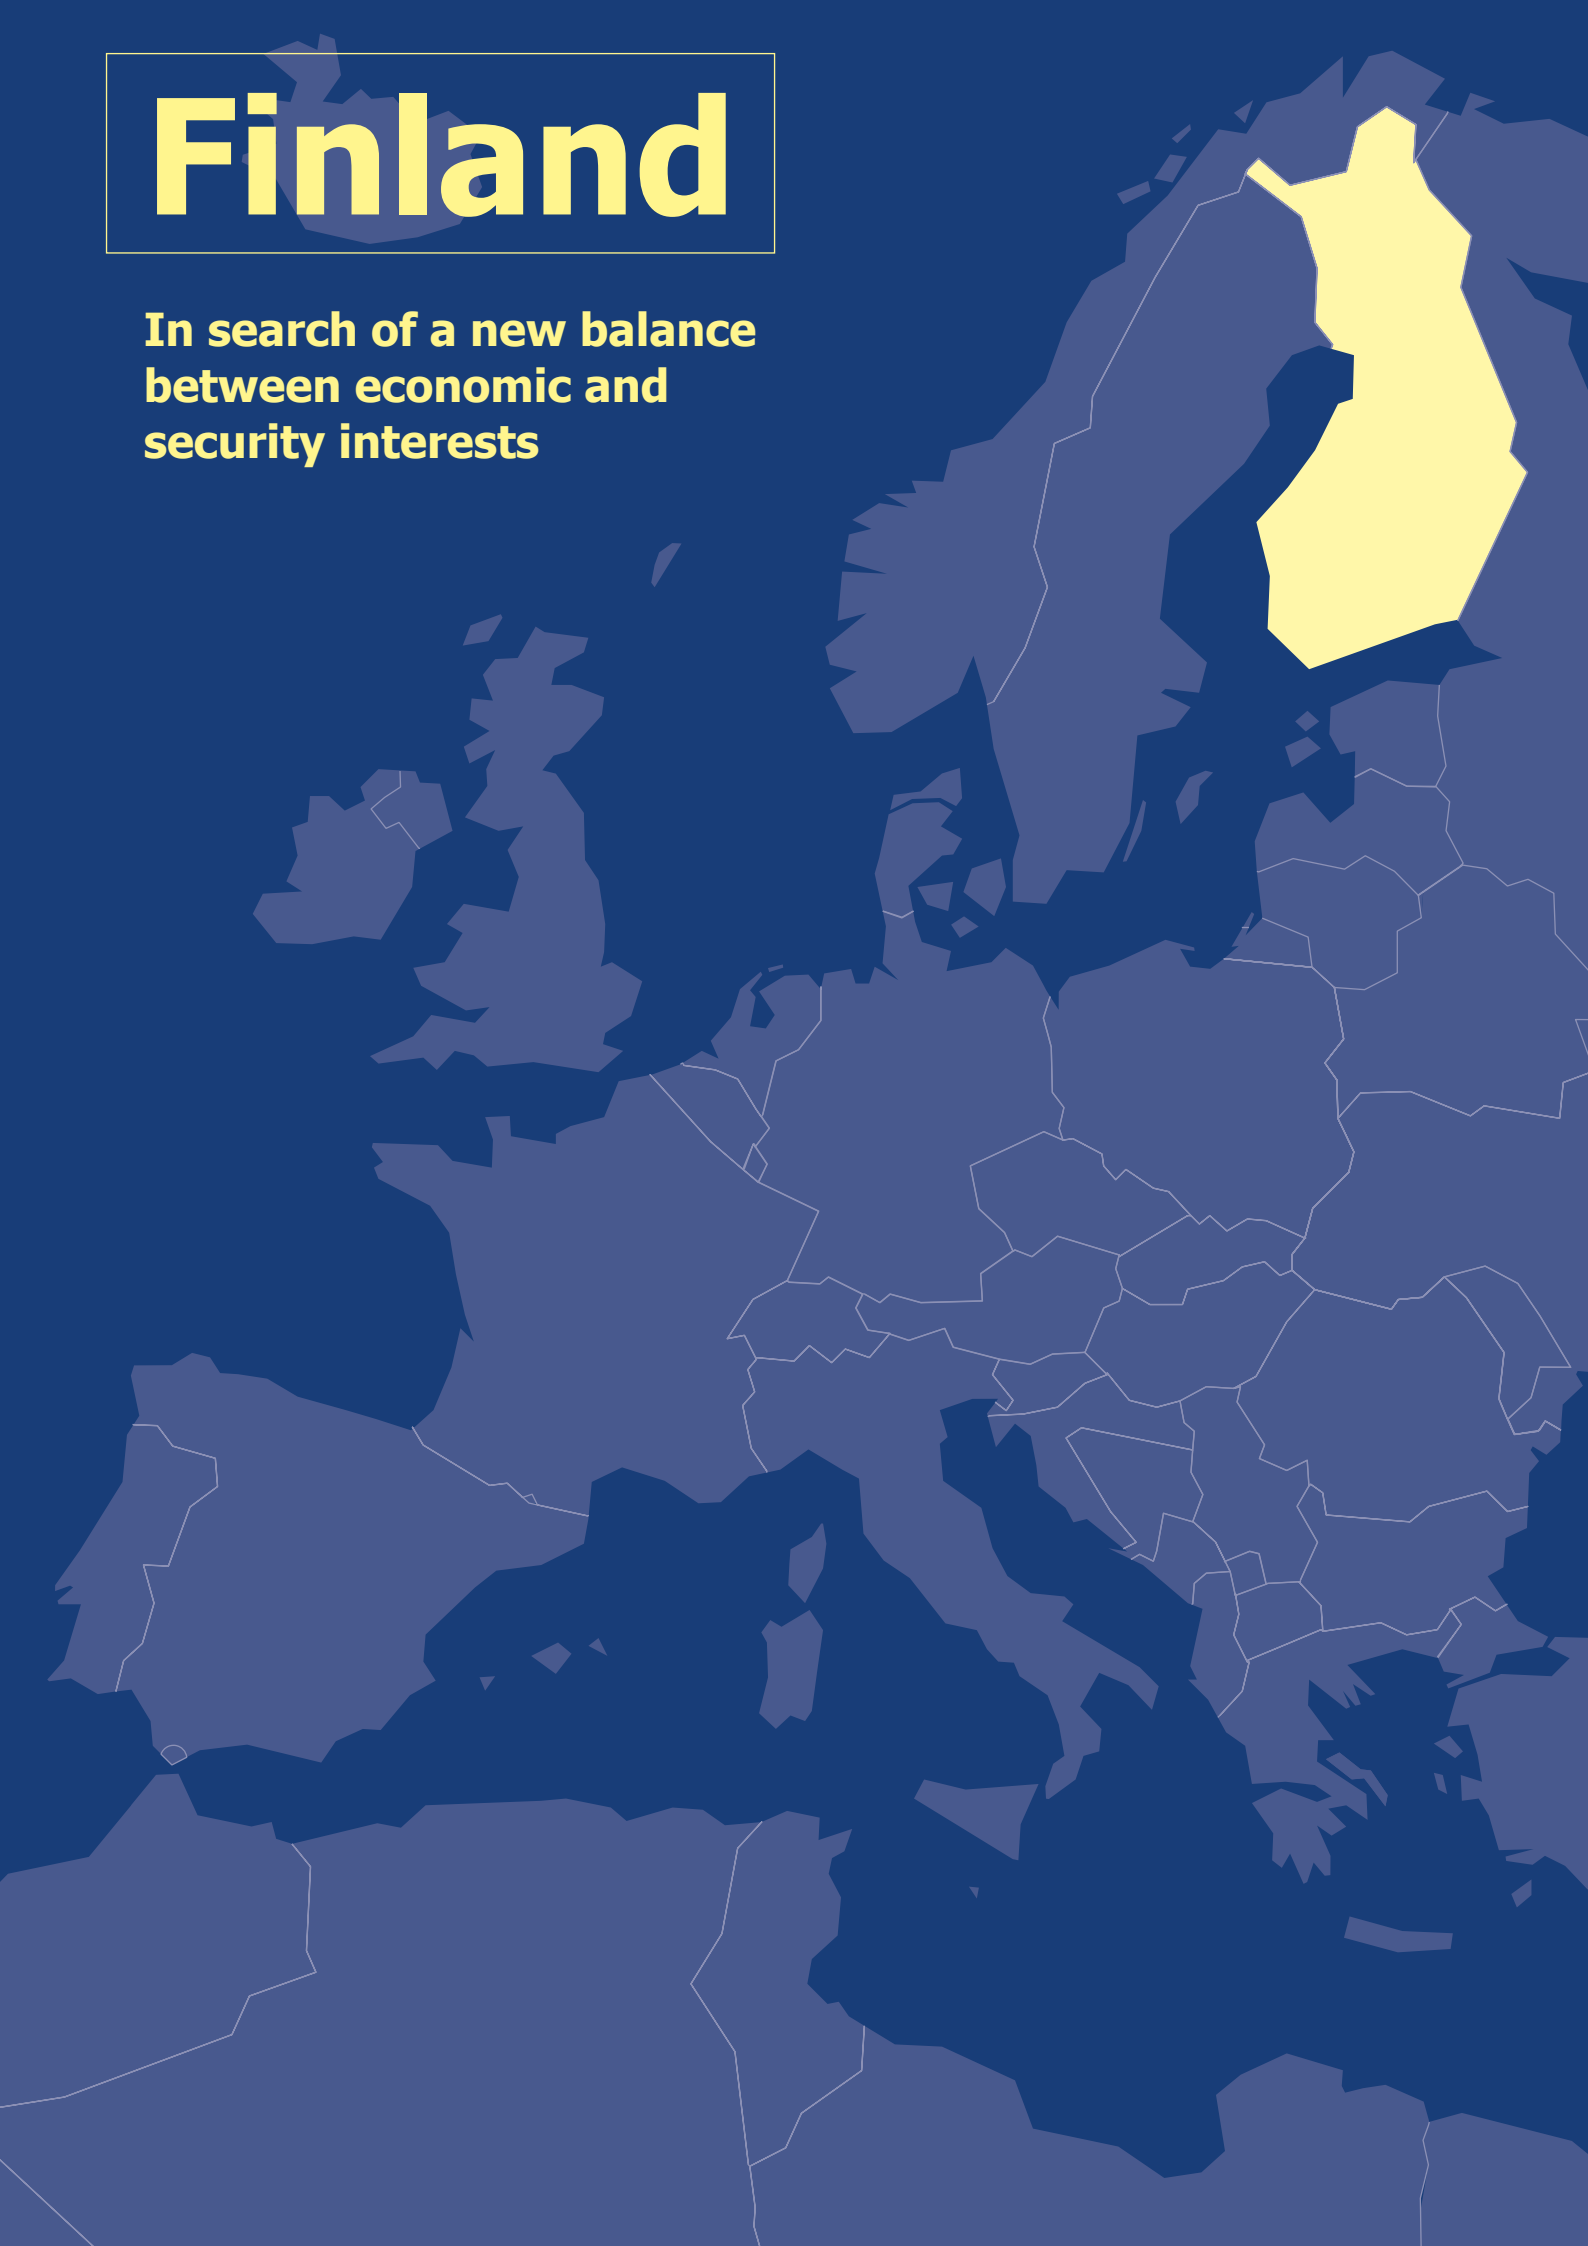 Finland
In search of a new balance
between economic and
security interests